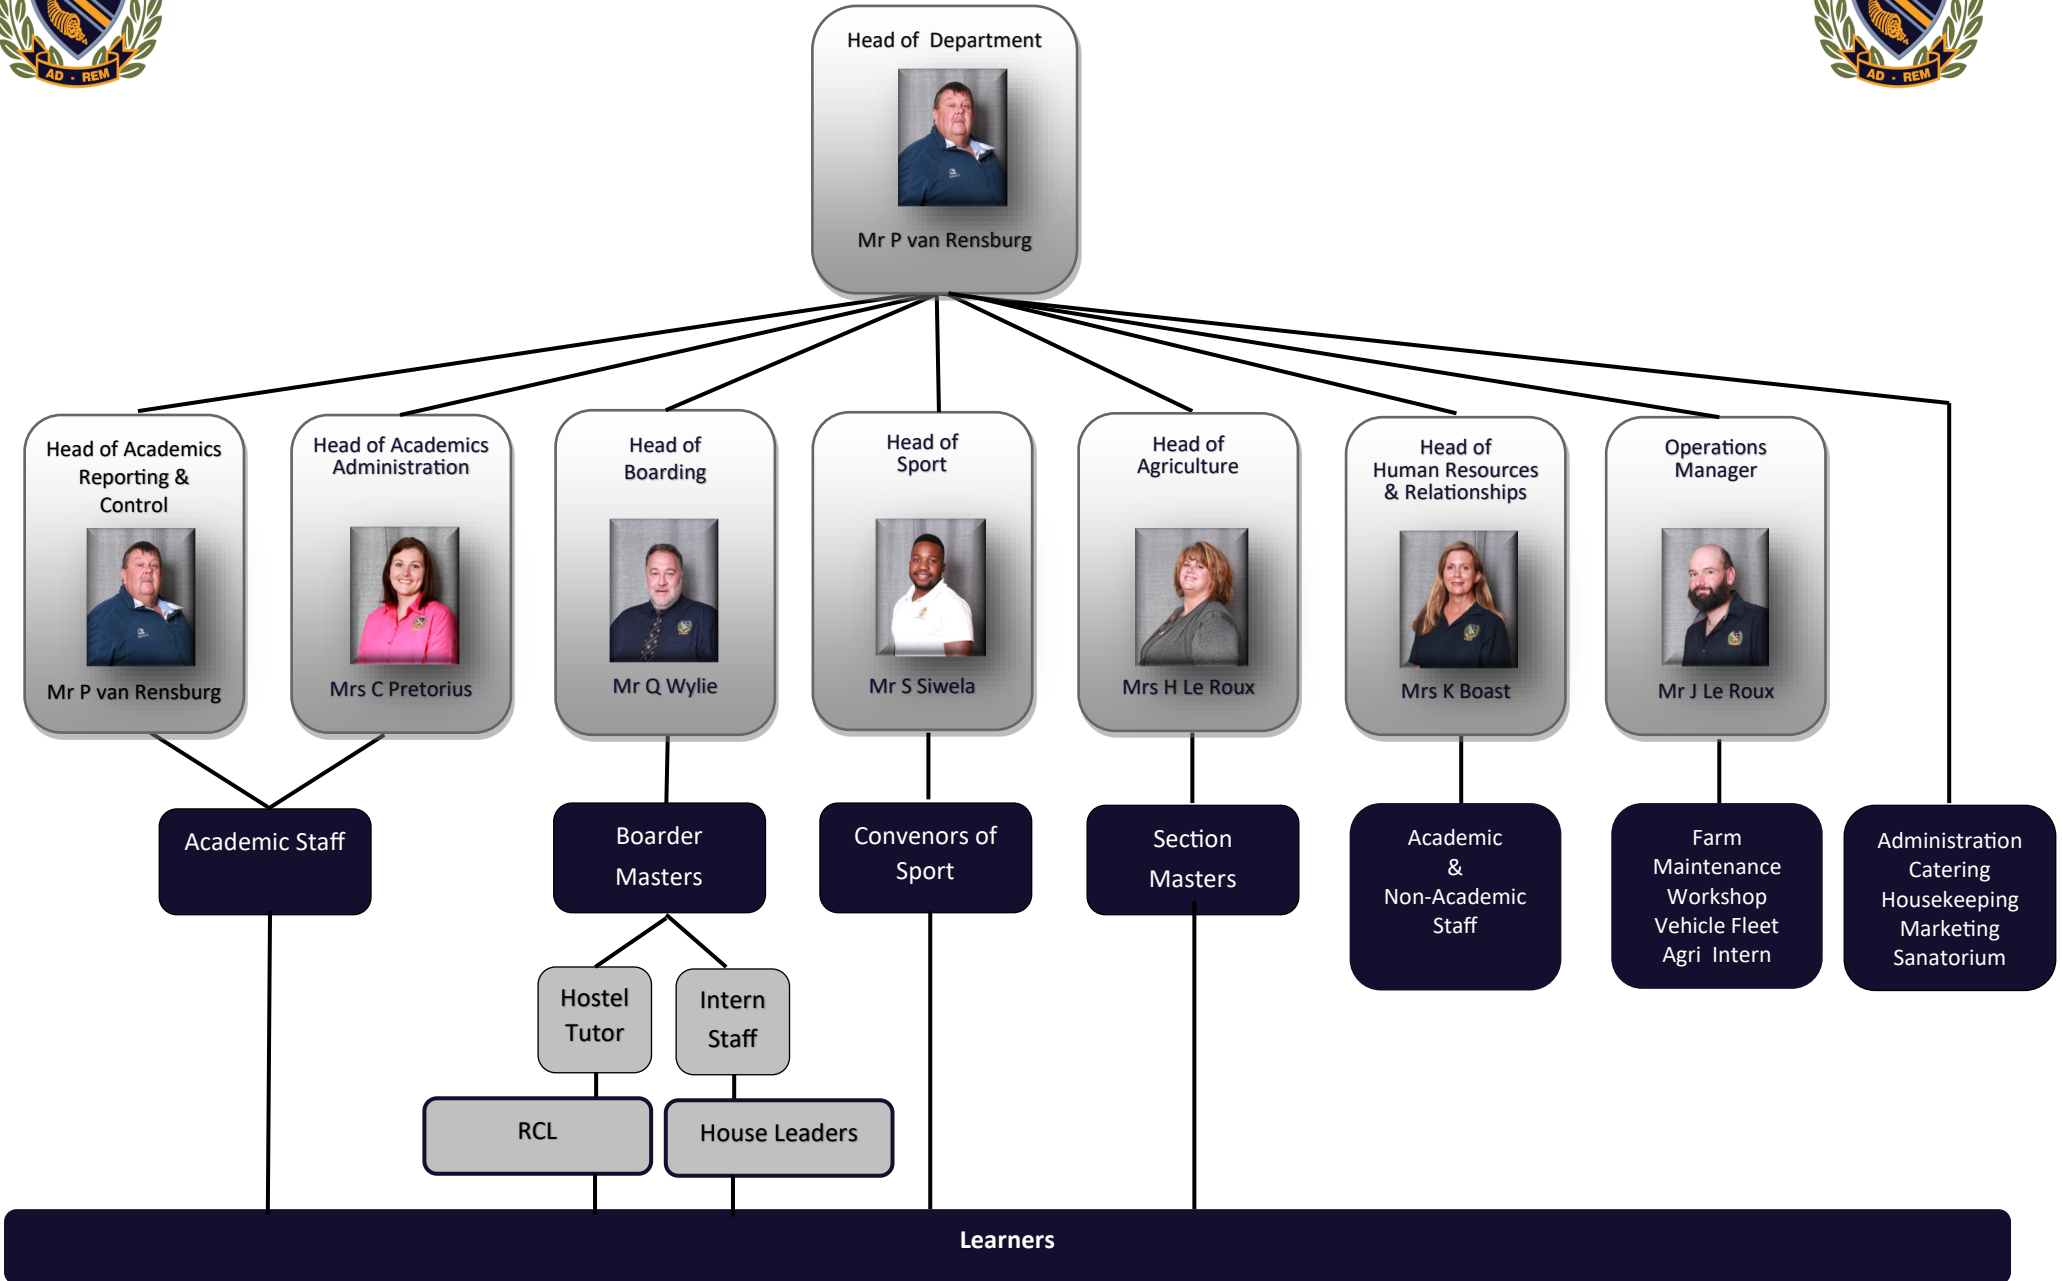 AD - REM
AD - REM
Head of Department
Mr P van Rensburg
Head of Academics
Reporting &
Control
Mr P van Rensburg
Head of Academics
Administration
Mrs C Pretorius
Head of
Boarding
Mr Q Wylie
Head of
Sport
Mr S Siwela
Head of
Agriculture
Mrs H Le Roux
Head of
Human Resources
& Relationships
Mrs K Boast
Operations
Manager
Mr J Le Roux
Academic Staff
Boarder
Masters
Convenors of
Sport
Section
Masters
Academic
&
Non-Academic
Staff
Farm
Maintenance
Workshop
Vehicle Fleet
Agri Intern
Administration
Catering
Housekeeping
Marketing
Sanatorium
Hostel
Tutor
Intern
Staff
RCL
House Leaders
Learners